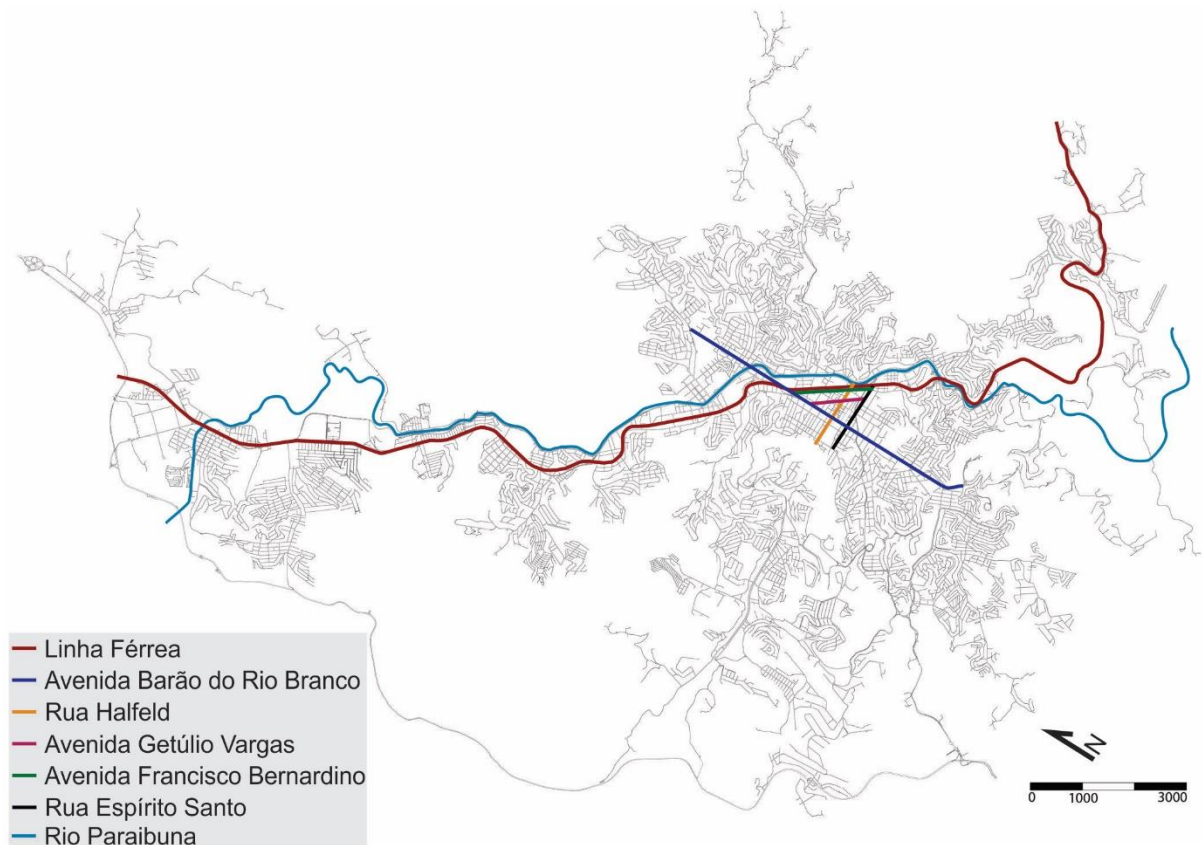 Linha Férrea
Avenida Barão do Rio Branco
Rua Halfeld
Avenida Getúlio Vargas
Avenida Francisco Bernardino
Rua Espírito Santo
Rio Paraibuna
N
0 1000 3000